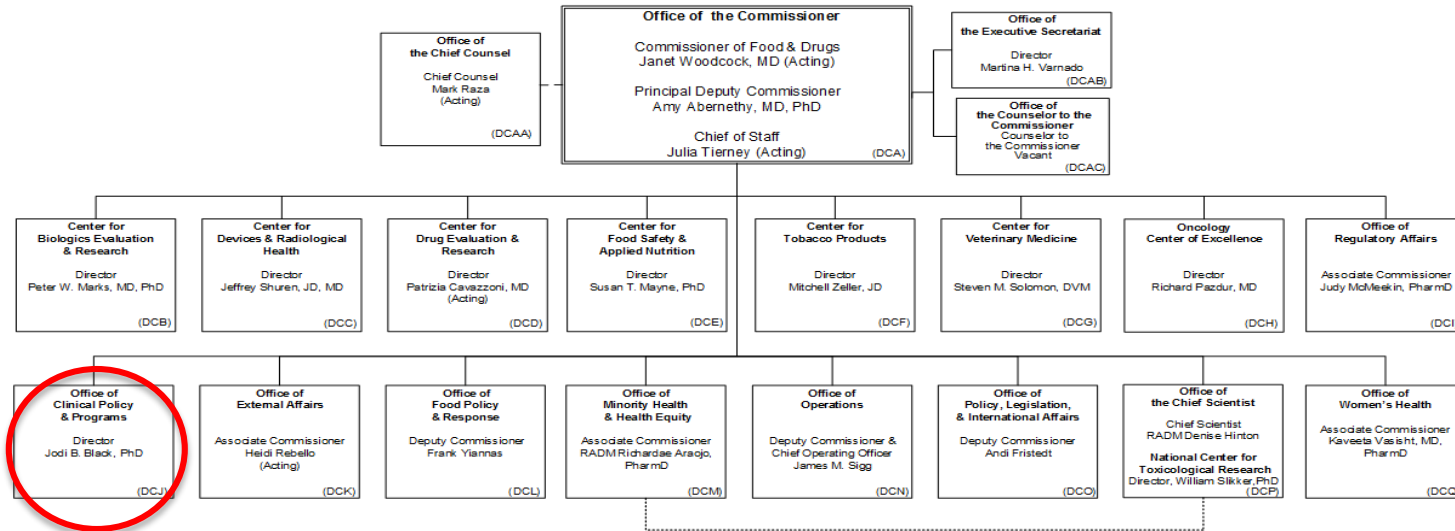 Office of the Commissioner
Commissioner of Food & Drugs
Janet Woodcock, MD (Acting)
Principal Deputy Commissioner
Amy Abernethy, MD, PhD
Chief of Staff
Julia Tierney (Acting)
(DCA)
Office of
the Chief Counsel
Chief Counsel
Mark Raza
(Acting)
(DCAA)
Office of
the Executive Secretariat
Director
Martina H. Varnado
(DCAB)
Office of
the Counselor to the
Commissioner
Counselor to
the Commissioner
Vacant
(DCAC)
Center for
Biologics Evaluation
& Research
Director
Peter W. Marks, MD, PhD
(DCB)
Center for
Devices & Radiological
Health
Director
Jeffrey Shuren, JD, MD
(DCC)
Center for
Drug Evaluation &
Research
Director
Patrizia Cavazzoni, MD
(Acting)
(DCD)
Center for
Food Safety &
Applied Nutrition
Director
Susan T. Mayne, PhD
(DCE)
Center for
Tobacco Products
Director
Mitchell Zeller, JD
(DCF)
Center for
Veterinary Medicine
Director
Steven M. Solomon, DVM
(DCG)
Oncology
Center of Excellence
Director
Richard Pazdur, MD
(DCH)
Office of
Regulatory Affairs
Associate Commissioner
Judy McMeekin, PharmD
(DCI
Office of
Clinical Policy
& Programs
Director
Jodi B. Black, PhD
(DCJ)
Office of
External Affairs
Associate Commissioner
Heidi Rebello
(Acting)
(DCK)
Office of
Food Policy
& Response
Deputy Commissioner
Frank Yiannas
(DCL)
Office of
Minority Health
& Health Equity
Associate Commissioner
RADM Richardae Araojo,
PharmD
(DCM)
Office of
Operations
Deputy Commissioner &
Chief Operating Officer
James M. Sigg
(DCN)
Office of
Policy, Legislation,
& International Affairs
Deputy Commissioner
Andi Fristedt
(DCO)
Office of
the Chief Scientist
Chief Scientist
RADM Denise Hinton
National Center for
Toxicological Research
Director, William Slikker,PhD
(DCP)
Office of
Women's Health
Associate Commissioner
Kaveeta Vasisht, MD,
PharmD
(DCQ